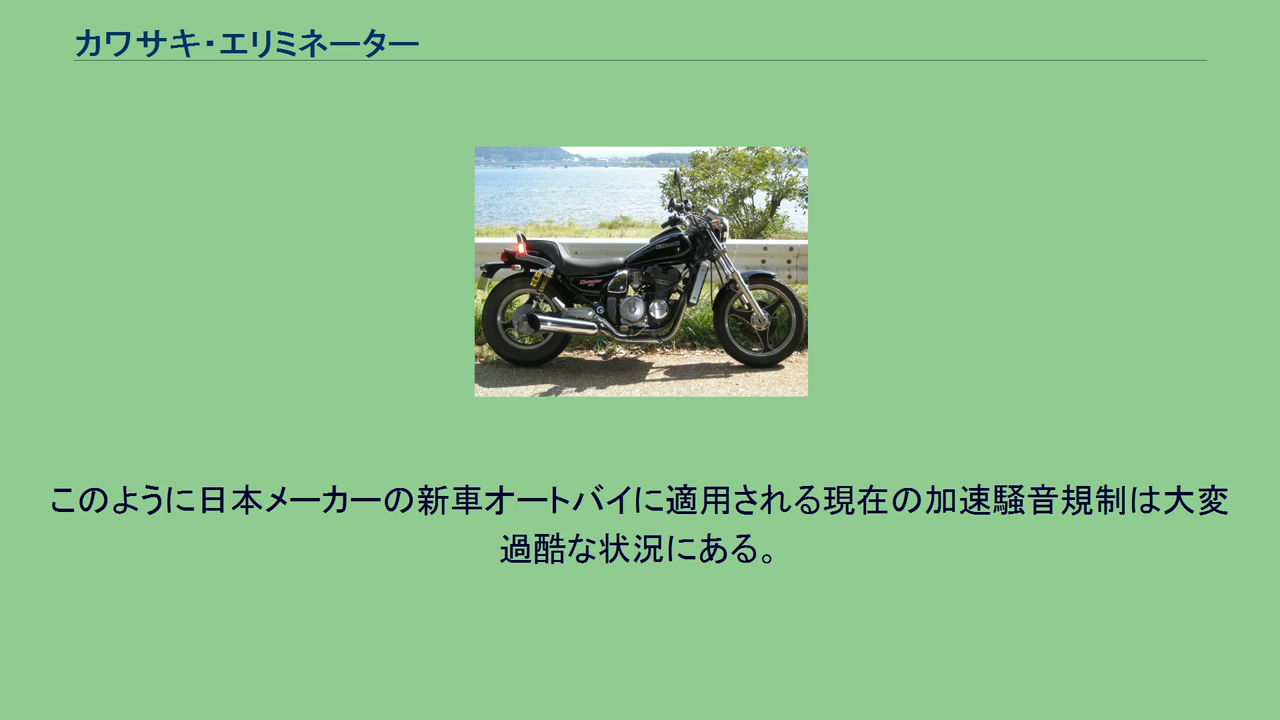 カワサキ・エリミネーター
このように日本メーカーの新車オートバイに適用される現在の加速騒音規制は大変
過酷な状況にある。